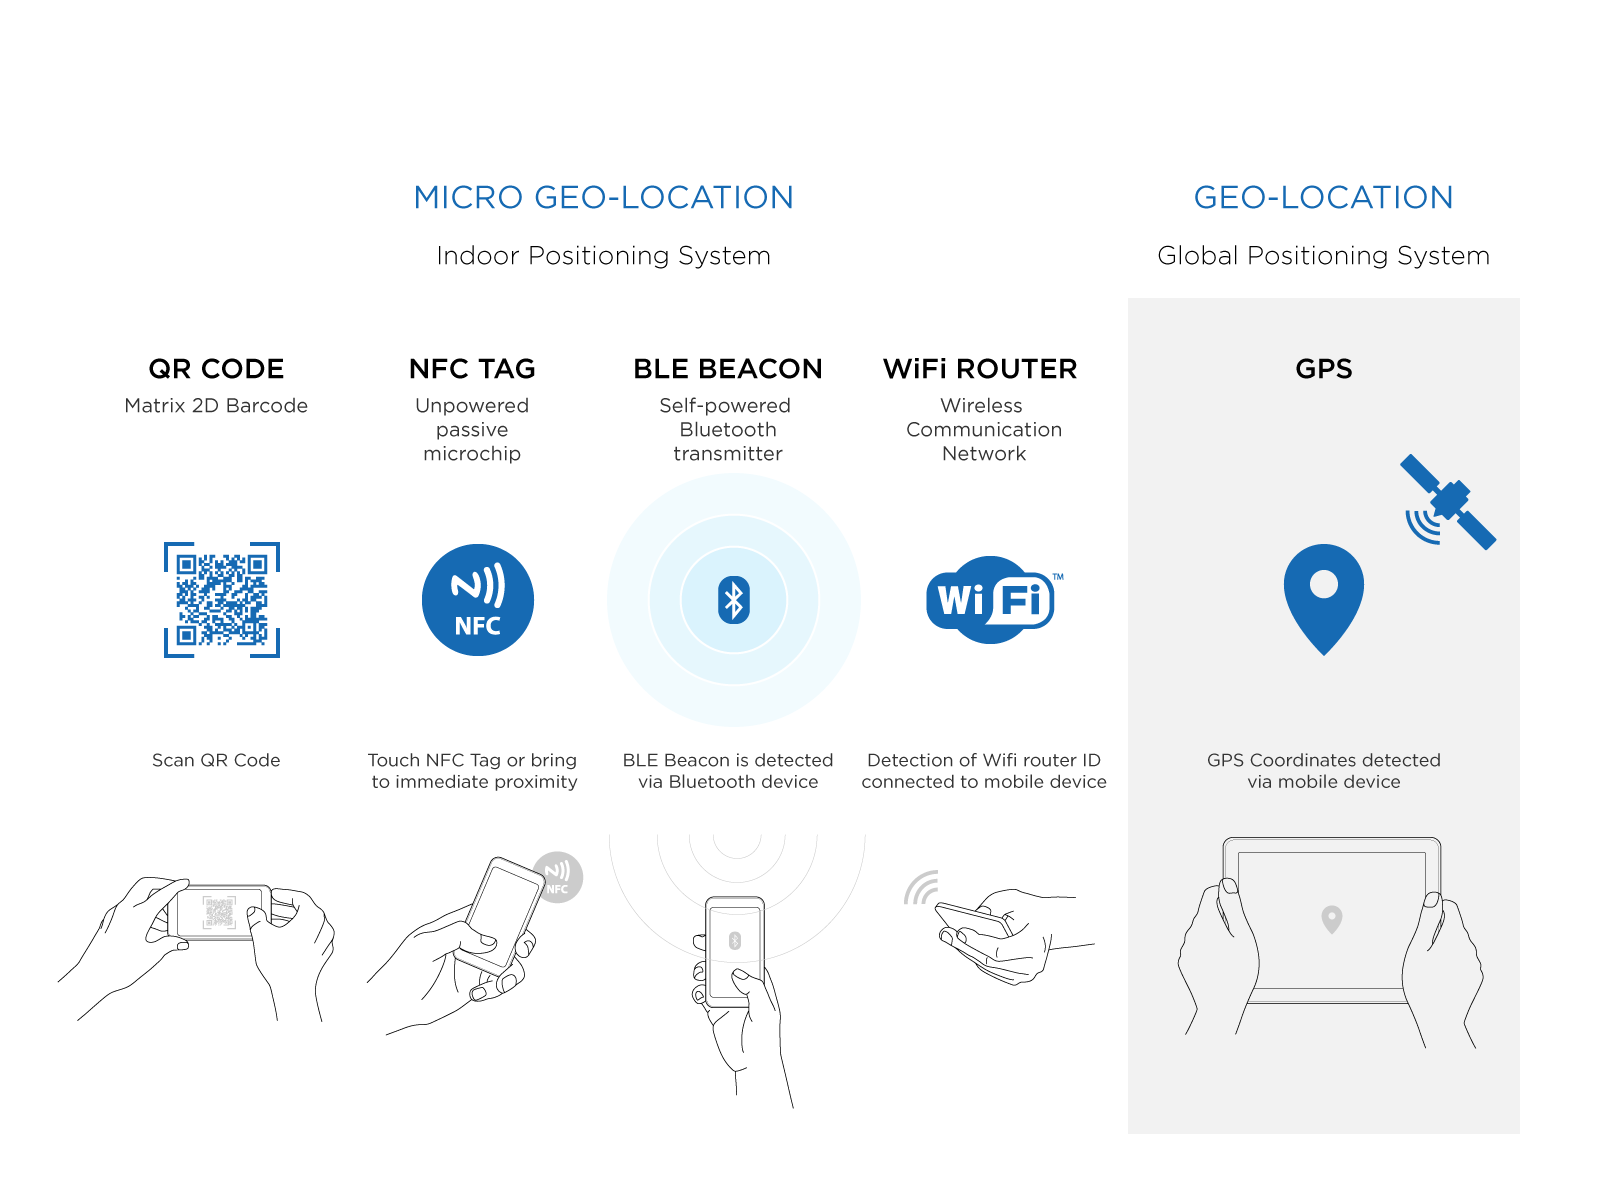 MICRO GEO-LOCATION
Indoor Positioning System
GEO-LOCATION
Global Positioning System
QR CODE
Matrix 2D Barcode
NFC TAG
Unpowered
passive
microchip
BLE BEACON
Self-powered
Bluetooth
transmitter
WiFi ROUTER
Wireless
Communication
Network
GPS
NFC
WiFi™
Scan QR Code
Touch NFC Tag or bring
to immediate proximity
BLE Beacon is detected
via Bluetooth device
Detection of Wifi router ID
connected to mobile device
GPS Coordinates detected
via mobile device
NFC